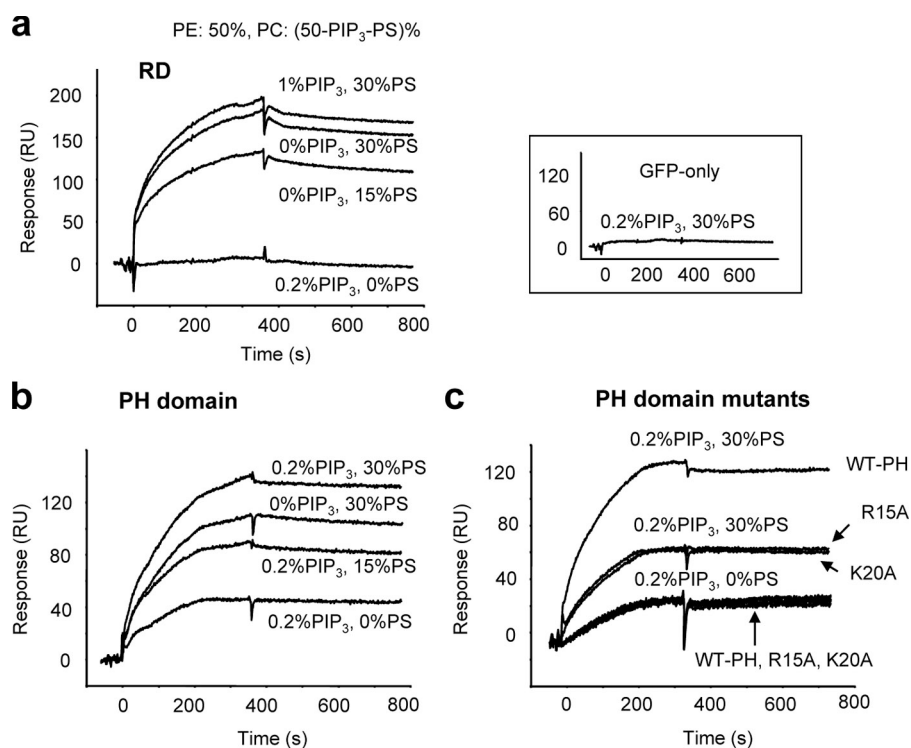 a
PE: 50%, PC: (50-PIP₃-PS)%
RD
1%PIP₃, 30%PS
0%PIP₃, 30%PS
0%PIP₃, 15%PS
0.2%PIP₃, 0%PS
200
150
100
50
0
Response (RU)
0 200 400 600 800
Time (s)
GFP-only
0.2%PIP₃, 30%PS
120
60
0
0 200 400 600
b
PH domain
0.2%PIP₃, 30%PS
0%PIP₃, 30%PS
0.2%PIP₃, 15%PS
0.2%PIP₃, 0%PS
120
80
40
0
Response (RU)
0 200 400 600 800
Time (s)
c
PH domain mutants
0.2%PIP₃, 30%PS
WT-PH
R15A
0.2%PIP₃, 30%PS
K20A
0.2%PIP₃, 0%PS
WT-PH, R15A, K20A
120
80
40
0
Response (RU)
0 200 400 600 800
Time (s)